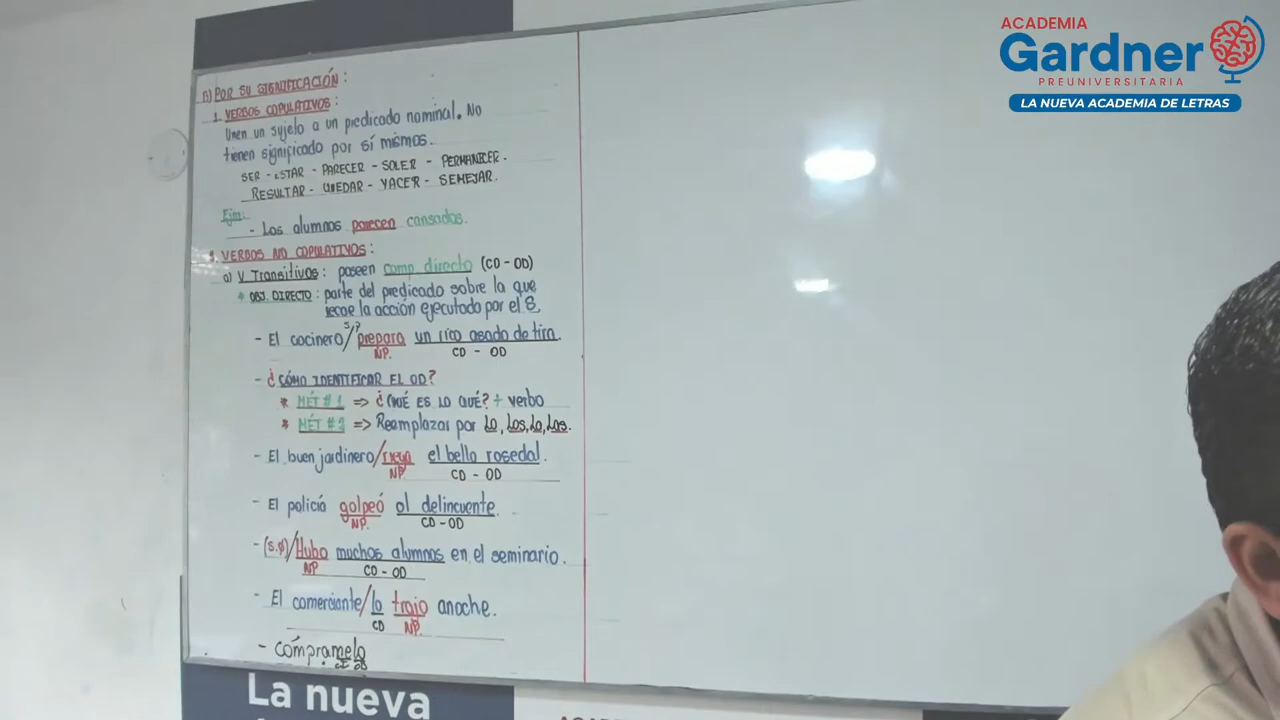 ACADEMIA
Gardner
PREUNIVERSITARIA
LA NUEVA ACADEMIA DE LETRAS
B) POR SU SIGNIFICACIÓN:
1. VERBOS COPULATIVOS:
Unen un sujeto a un predicado nominal. No
tienen significado por sí mismos.
SER - ESTAR - PARECER - SOLER - PERMANECER.
RESULTAR - QUEDAR - YACER - SEMEJAR.
Ejm:
- Los alumnos parecen cansados.
VERBOS NO COPULATIVOS:
a) V. Transitivos: poseen comp. directo (CD - OD)
* OBJ. DIRECTO: parte del predicado sobre la que
recae la acción ejecutado por el S.
S/P
- El cocinero/prepara un rico asado de tira.
NP. CD - OD
- ¿CÓMO IDENTIFICAR EL OD?
* MÉT # 1 => ¿QUÉ ES LO QUÉ? + verbo
* MÉT # 2 => Reemplazar por Lo, Los, La, Las.
- El buen jardinero/riega el bello rosedal.
NP CD - OD
- El policía golpeó al delincuente.
NP. CD - OD
- (S.Ø)/Hubo muchos alumnos en el seminario.
NP CD - OD
- El comerciante/lo trajo anoche.
CD NP.
- cómpramelo
CI OD
La nueva